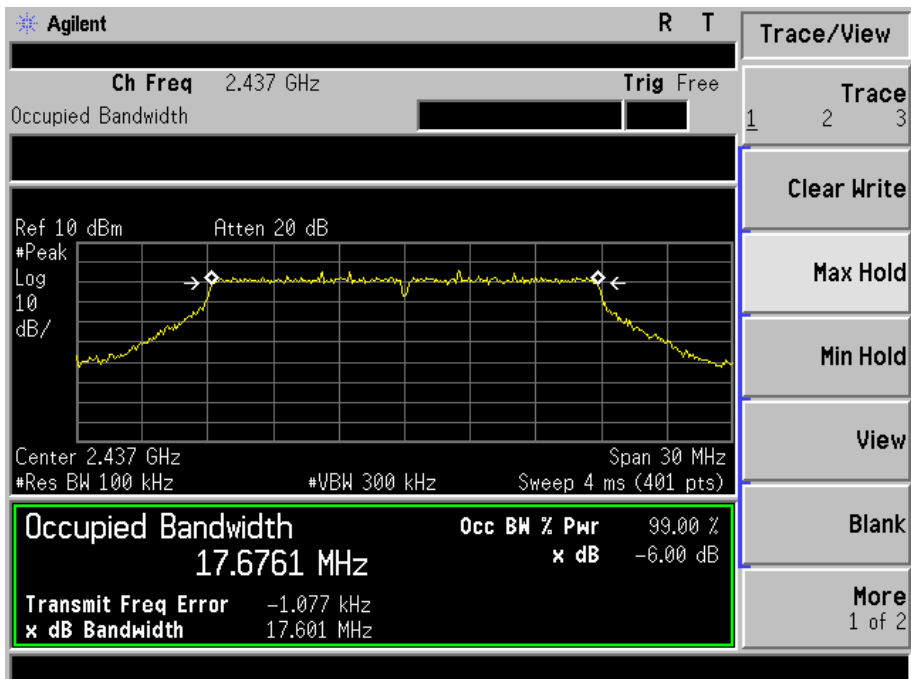 Agilent R T
Ch Freq 2.437 GHz Trig Free
Occupied Bandwidth
Ref 10 dBm Atten 20 dB
#Peak
Log
10
dB/
Center 2.437 GHz Span 30 MHz
#Res BW 100 kHz #VBW 300 kHz Sweep 4 ms (401 pts)
Occupied Bandwidth Occ BW % Pwr 99.00 %
17.6761 MHz x dB -6.00 dB
Transmit Freq Error -1.077 kHz
x dB Bandwidth 17.601 MHz
Trace/View
Trace
1 2 3
Clear Write
Max Hold
Min Hold
View
Blank
More
1 of 2